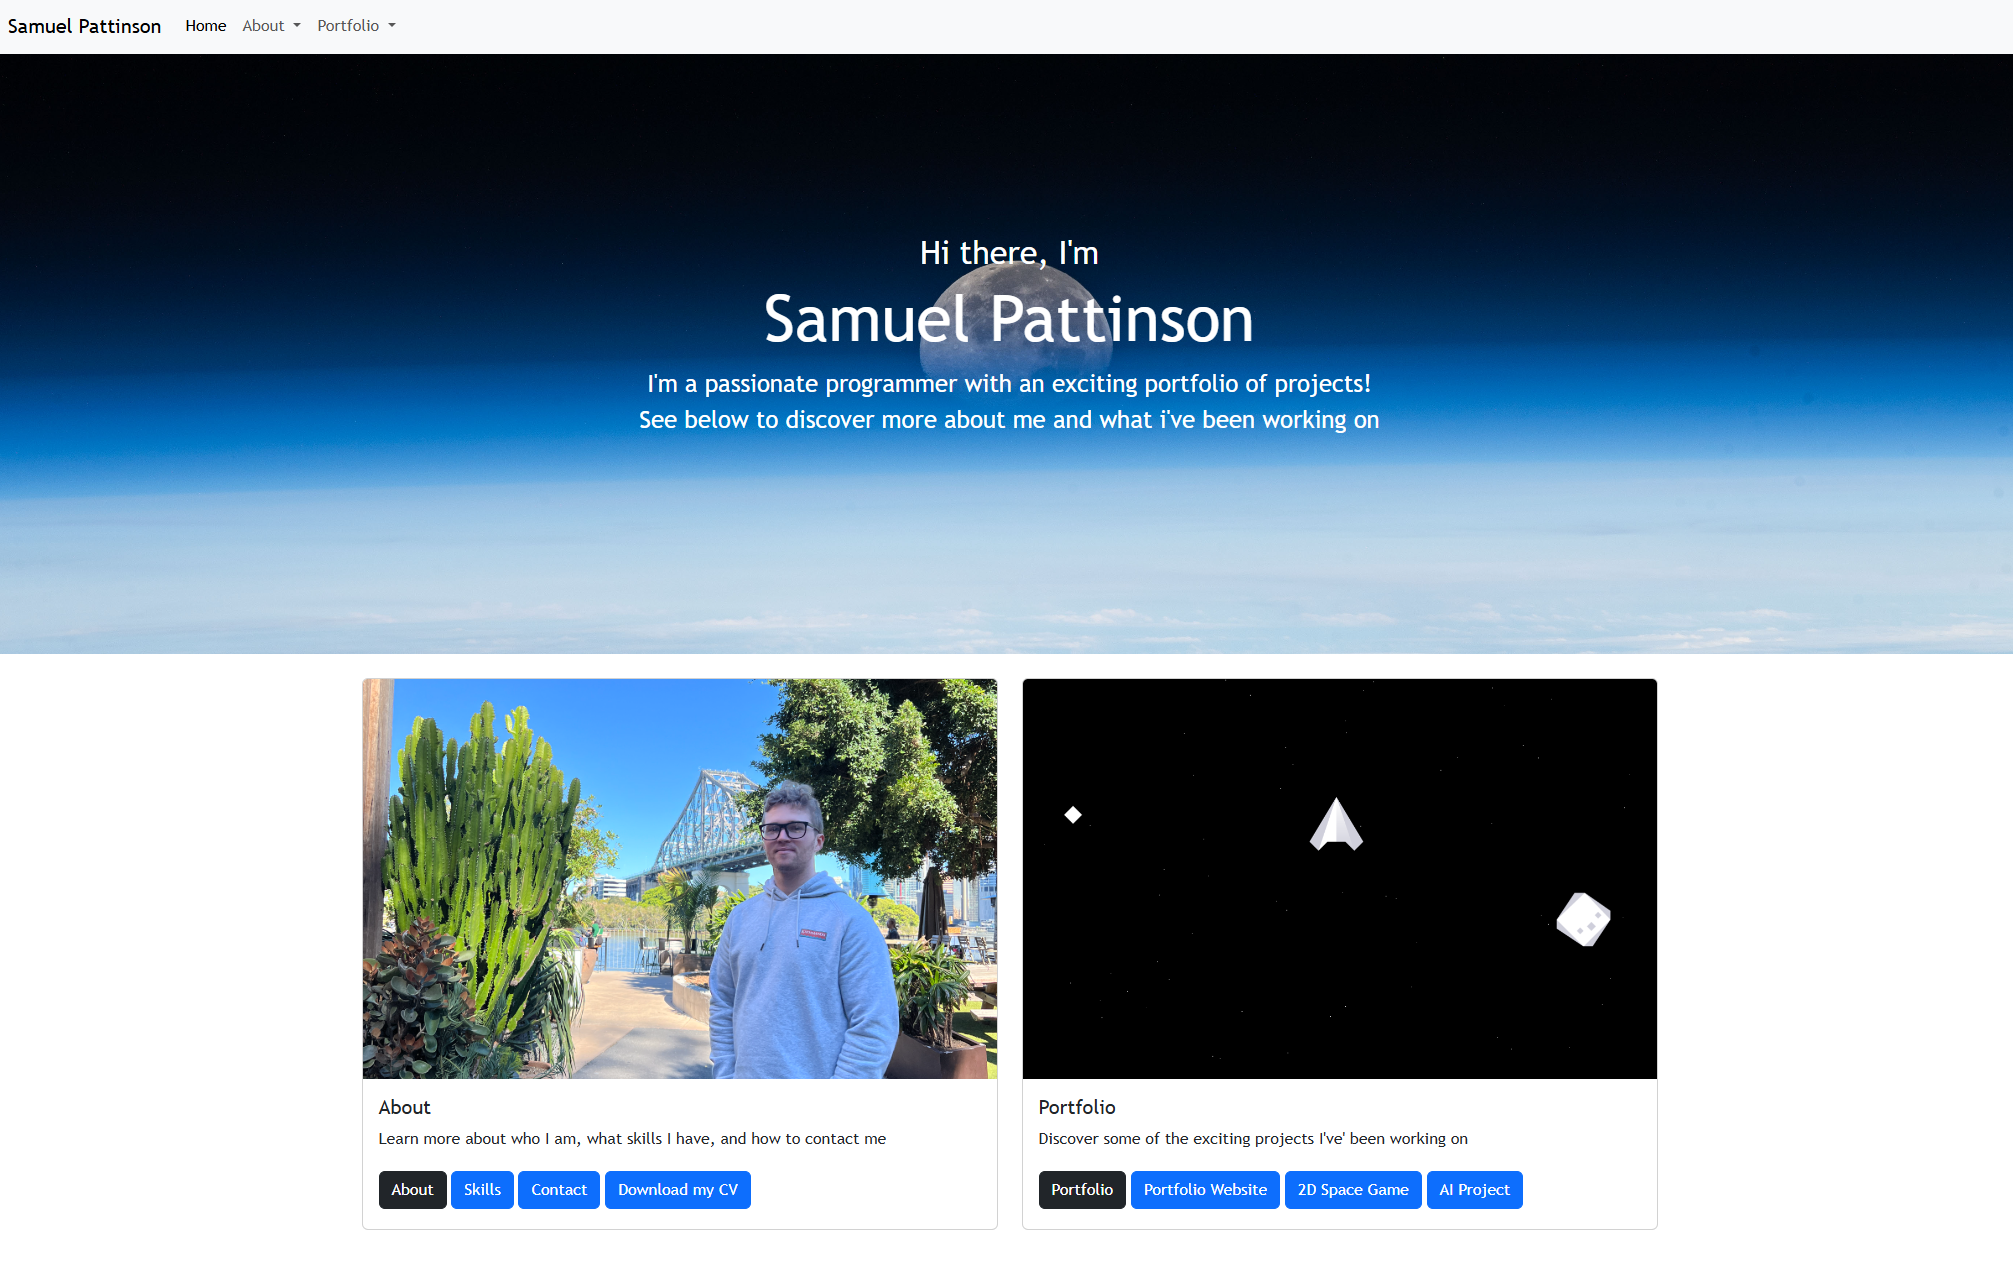 Samuel Pattinson Home About Portfolio
Hi there, I'm
Samuel Pattinson
I'm a passionate programmer with an exciting portfolio of projects!
See below to discover more about me and what i've been working on
About
Learn more about who I am, what skills I have, and how to contact me
About Skills Contact Download my CV
Portfolio
Discover some of the exciting projects I've' been working on
Portfolio Portfolio Website 2D Space Game AI Project